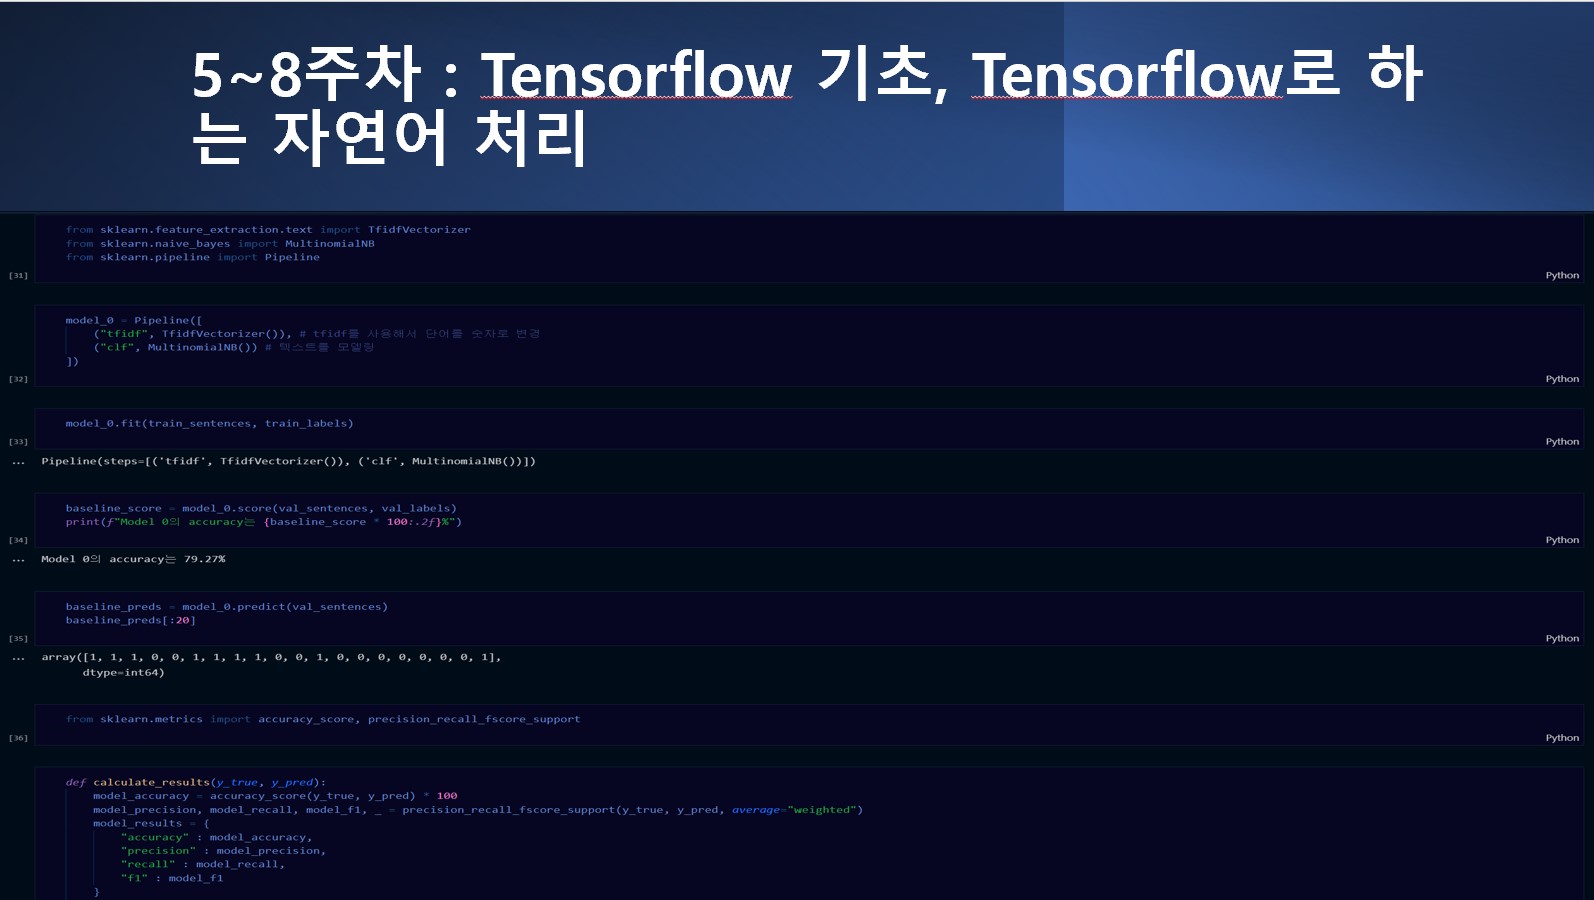 5~8주차 : Tensorflow 기초, Tensorflow로 하
는 자연어 처리
from sklearn.feature_extraction.text import TfidfVectorizer
from sklearn.naive_bayes import MultinomialNB
from sklearn.pipeline import Pipeline
[31]
Python
model_0 = Pipeline([
("tfidf", TfidfVectorizer()), # tfidf를 사용해서 단어를 숫자로 변경
("clf", MultinomialNB()) # 텍스트를 모델링
])
[32]
Python
model_0.fit(train_sentences, train_labels)
[33]
Python
... Pipeline(steps=[('tfidf', TfidfVectorizer()), ('clf', MultinomialNB())])
baseline_score = model_0.score(val_sentences, val_labels)
print(f"Model 0의 accuracy는 {baseline_score * 100:.2f}%")
[34]
Python
... Model 0의 accuracy는 79.27%
baseline_preds = model_0.predict(val_sentences)
baseline_preds[:20]
[35]
Python
... array([1, 1, 1, 0, 0, 1, 1, 1, 1, 0, 0, 1, 0, 0, 0, 0, 0, 0, 0, 1],
dtype=int64)
from sklearn.metrics import accuracy_score, precision_recall_fscore_support
[36]
Python
def calculate_results(y_true, y_pred):
model_accuracy = accuracy_score(y_true, y_pred) * 100
model_precision, model_recall, model_f1, _ = precision_recall_fscore_support(y_true, y_pred, average="weighted")
model_results = {
"accuracy" : model_accuracy,
"precision" : model_precision,
"recall" : model_recall,
"f1" : model_f1
}